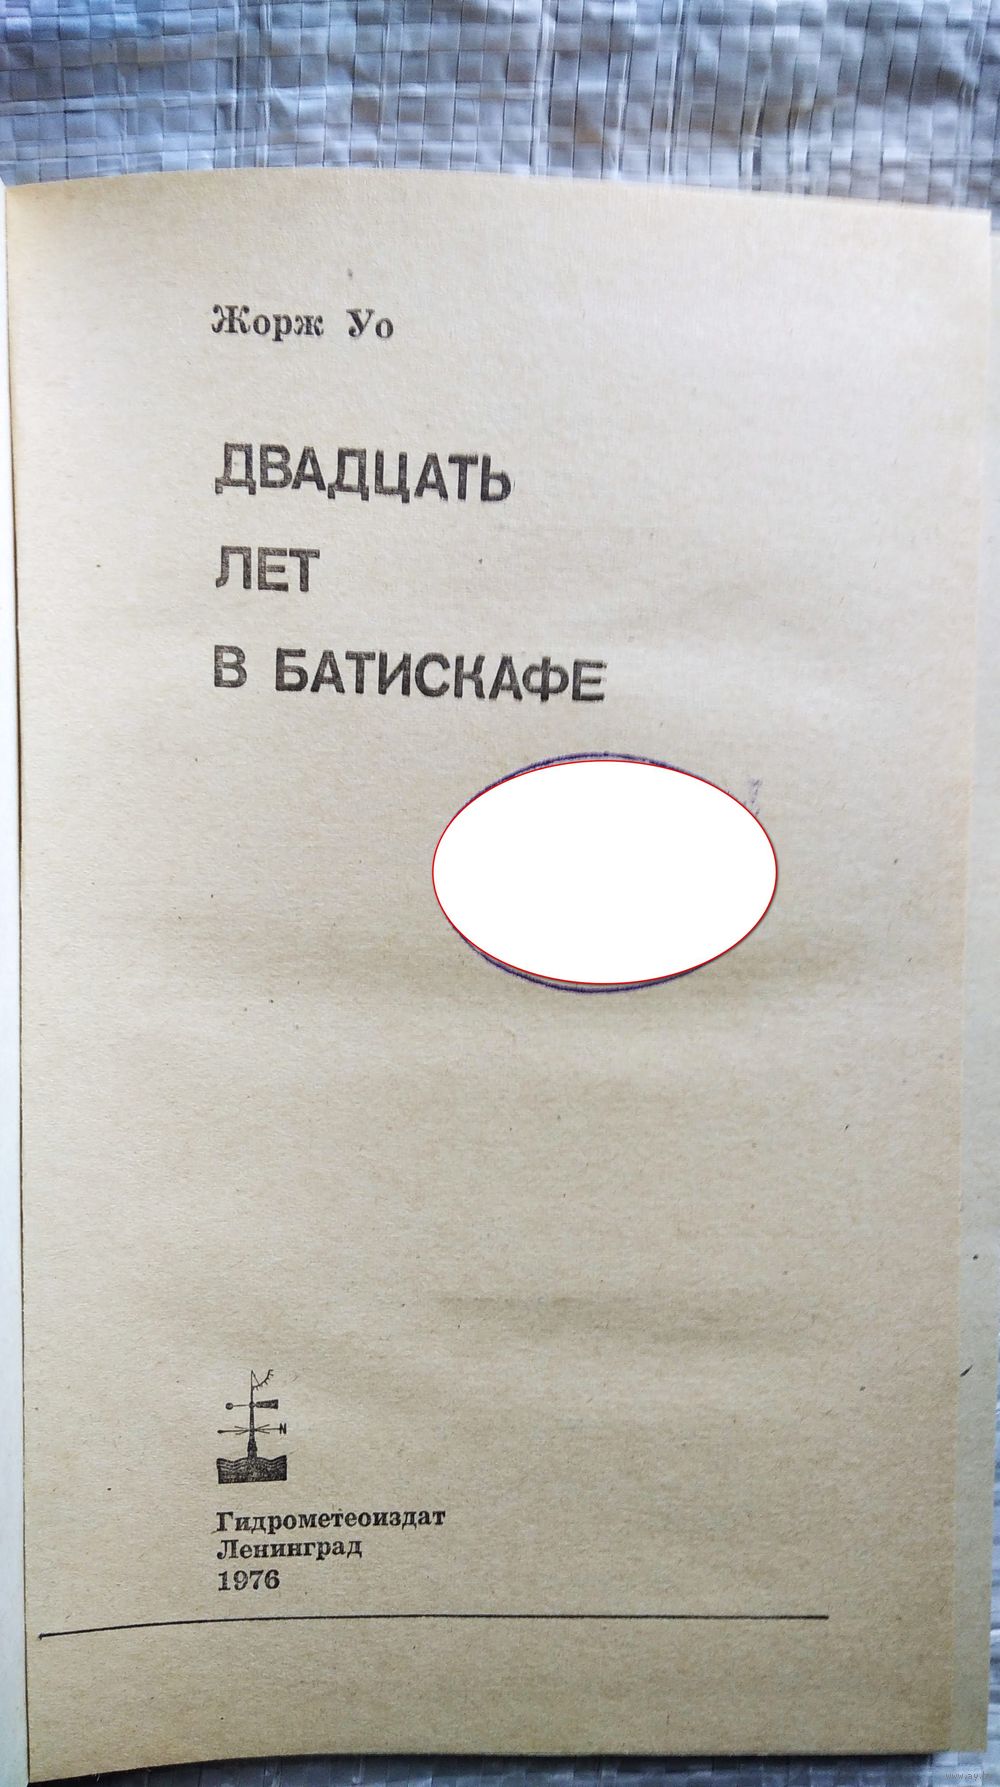 Жорж Уо
ДВАДЦАТЬ
ЛЕТ
В БАТИСКАФЕ
N
Гидрометеоиздат
Ленинград
1976